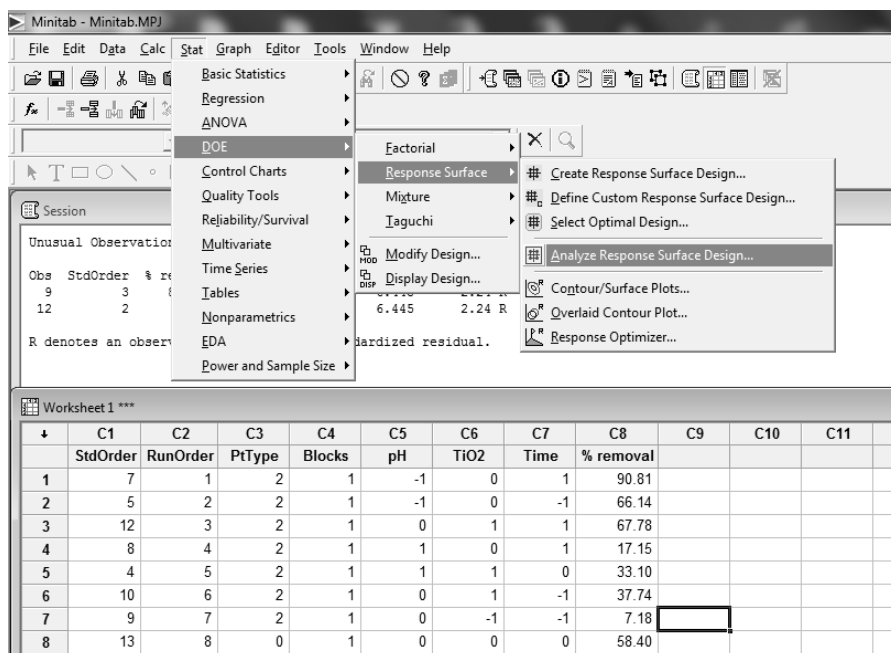 Minitab - Minitab.MPJ
File Edit Data Calc Stat Graph Editor Tools Window Help
Basic Statistics
Regression
ANOVA
DOE
Control Charts
Quality Tools
Reliability/Survival
Multivariate
Time Series
Tables
Nonparametrics
EDA
Power and Sample Size
Factorial
Response Surface
Mixture
Taguchi
Modify Design...
Display Design...
Create Response Surface Design...
Define Custom Response Surface Design...
Select Optimal Design...
Analyze Response Surface Design...
Contour/Surface Plots...
Overlaid Contour Plot...
Response Optimizer...
Session
Unusual Observation
Obs StdOrder % re
9 3 2.21 R
12 2 6.445 2.24 R
R denotes an obser dardized residual.
Worksheet 1 ***
C1 C2 C3 C4 C5 C6 C7 C8 C9 C10 C11
StdOrder RunOrder PtType Blocks pH TiO2 Time % removal
1 7 1 2 1 -1 0 1 90.81
2 5 2 2 1 -1 0 -1 66.14
3 12 3 2 1 0 1 1 67.78
4 8 4 2 1 1 0 1 17.15
5 4 5 2 1 1 1 0 33.10
6 10 6 2 1 0 1 -1 37.74
7 9 7 2 1 0 -1 -1 7.18
8 13 8 0 1 0 0 0 58.40